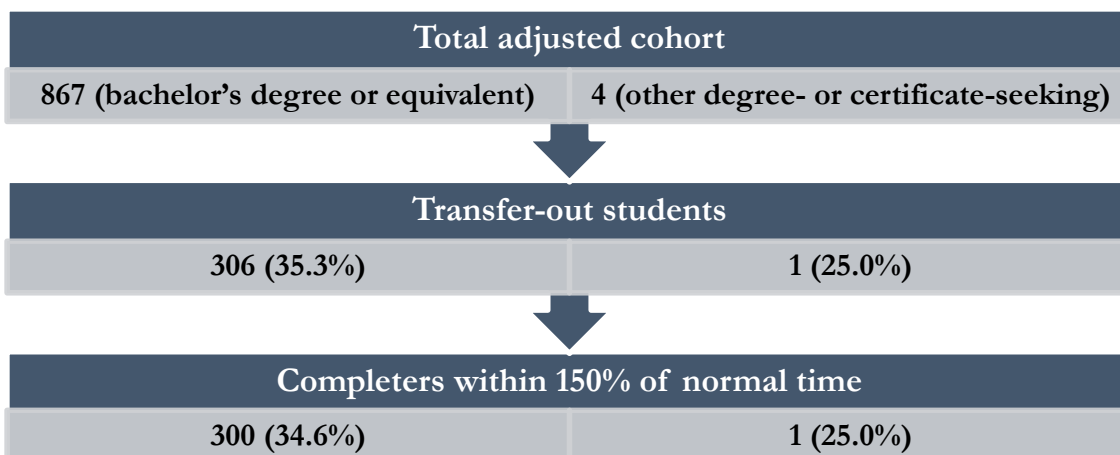 Total adjusted cohort
867 (bachelor's degree or equivalent) 4 (other degree- or certificate-seeking)
Transfer-out students
306 (35.3%) 1 (25.0%)
Completers within 150% of normal time
300 (34.6%) 1 (25.0%)